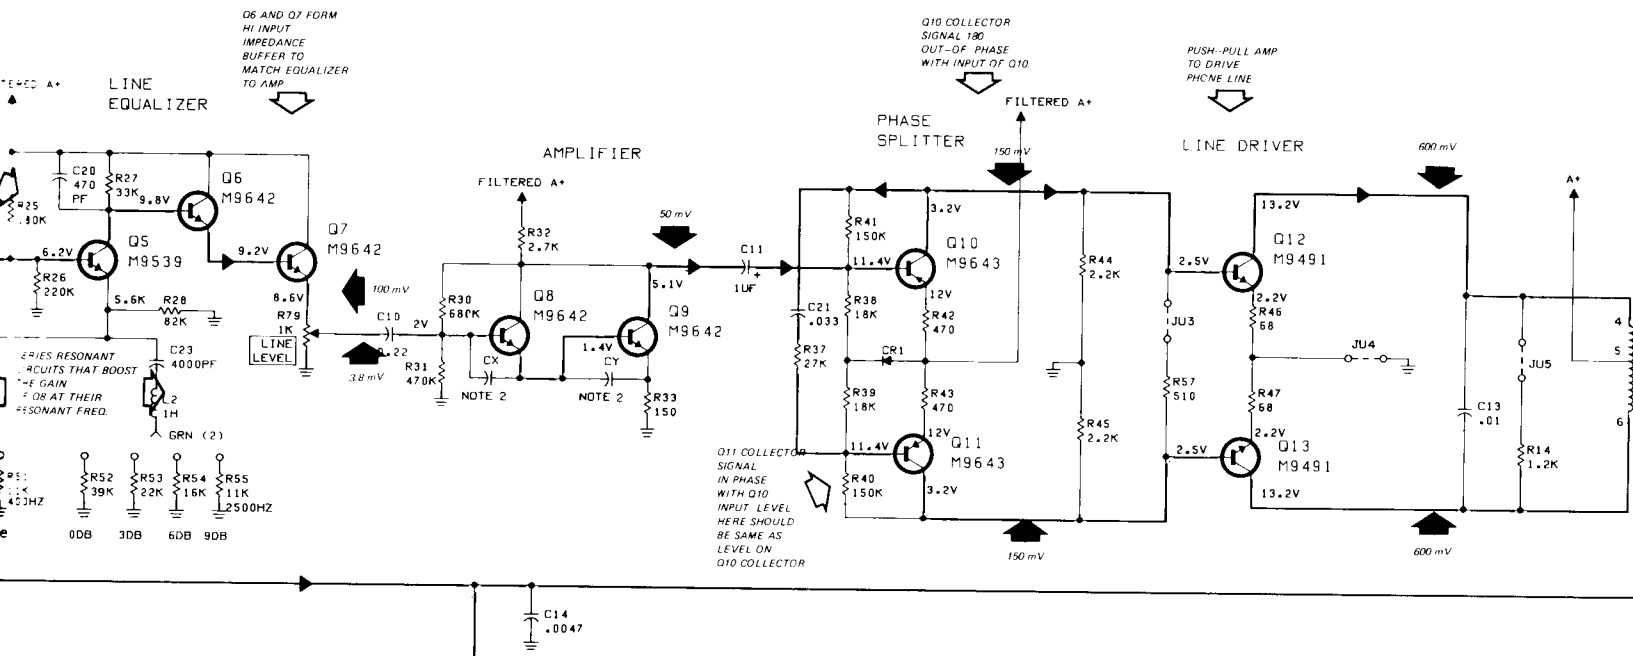 Q6 AND Q7 FORM
HI INPUT
IMPEDANCE
BUFFER TO
MATCH EQUALIZER
TO AMP
Q10 COLLECTOR
SIGNAL 180
OUT-OF PHASE
WITH INPUT OF Q10.
PUSH-PULL AMP
TO DRIVE
PHONE LINE
A+
LINE
EQUALIZER
FILTERED A+
PHASE
SPLITTER
AMPLIFIER
LINE DRIVER
150 mV
600 mV
FILTERED A+
A+
C20
470
PF
R27
33K
9.8V
Q6
M9642
R25
Q5
M9539
6.2V
R26
220K
5.6K
R28
82K
9.2V
Q7
M9642
8.6V
R79
1K
LINE
LEVEL
100 mV
3.8 mV
C10
2V
R30
680K
R31
470K
R32
2.7K
Q8
M9642
CX
NOTE 2
50 mV
5.1V
Q9
M9642
1.4V
CY
NOTE 2
R33
150
C11
+
1UF
C21
.033
R37
27K
R41
150K
11.4V
3.2V
Q10
M9643
12V
R38
18K
R42
470
CR1
R39
18K
R43
470
12V
11.4V
Q11
M9643
3.2V
R40
150K
R44
2.2K
R45
2.2K
2.5V
JU3
R57
510
2.5V
13.2V
Q12
M9491
2.2V
R46
68
JU4
R47
68
2.2V
Q13
M9491
13.2V
C13
.01
JU5
R14
1.2K
4
5
6
C23
4000PF
L2
1H
GRN (2)
R52
39K
R53
22K
R54
16K
R55
11K
2500HZ
0DB
3DB
6DB
9DB
Q11 COLLECTOR
SIGNAL
IN PHASE
WITH Q10
INPUT LEVEL
HERE SHOULD
BE SAME AS
LEVEL ON
Q10 COLLECTOR
150 mV
600 mV
C14
.0047